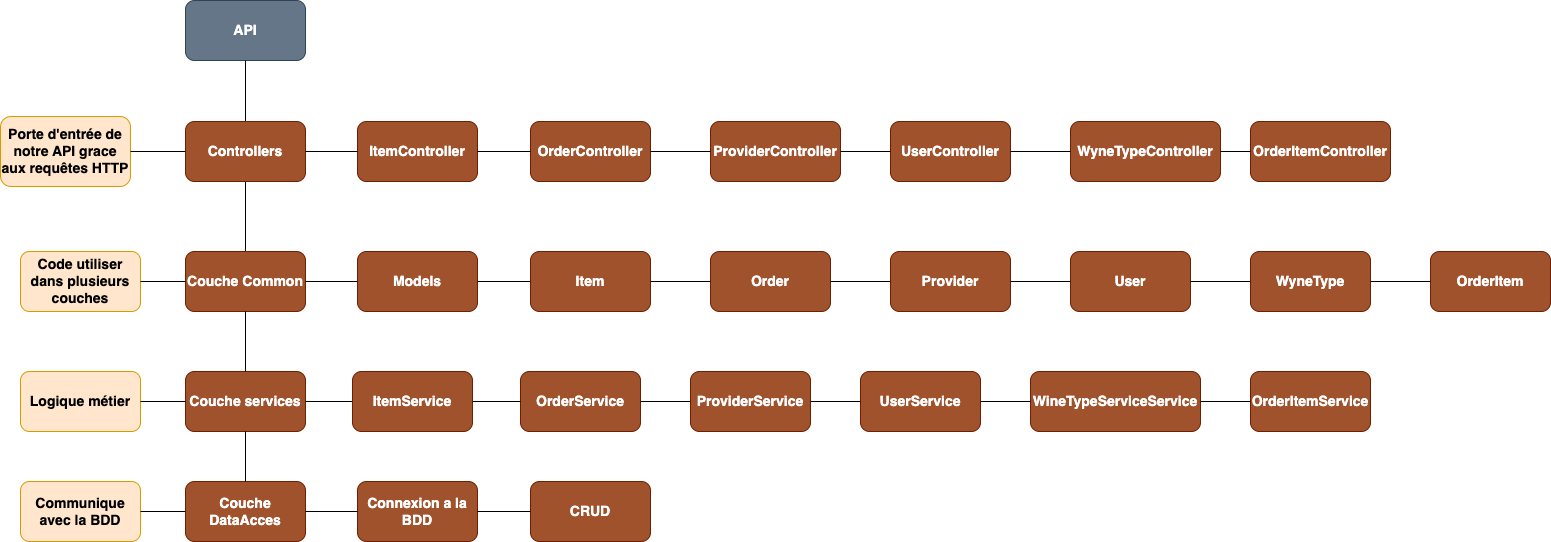 API
Porte d'entrée de
notre API grace
aux requêtes HTTP
Controllers
ItemController
OrderController
ProviderController
UserController
WyneTypeController
OrderItemController
Code utiliser
dans plusieurs
couches
Couche Common
Models
Item
Order
Provider
User
WyneType
OrderItem
Logique métier
Couche services
ItemService
OrderService
ProviderService
UserService
WineTypeServiceService
OrderItemService
Communique
avec la BDD
Couche
DataAcces
Connexion a la
BDD
CRUD